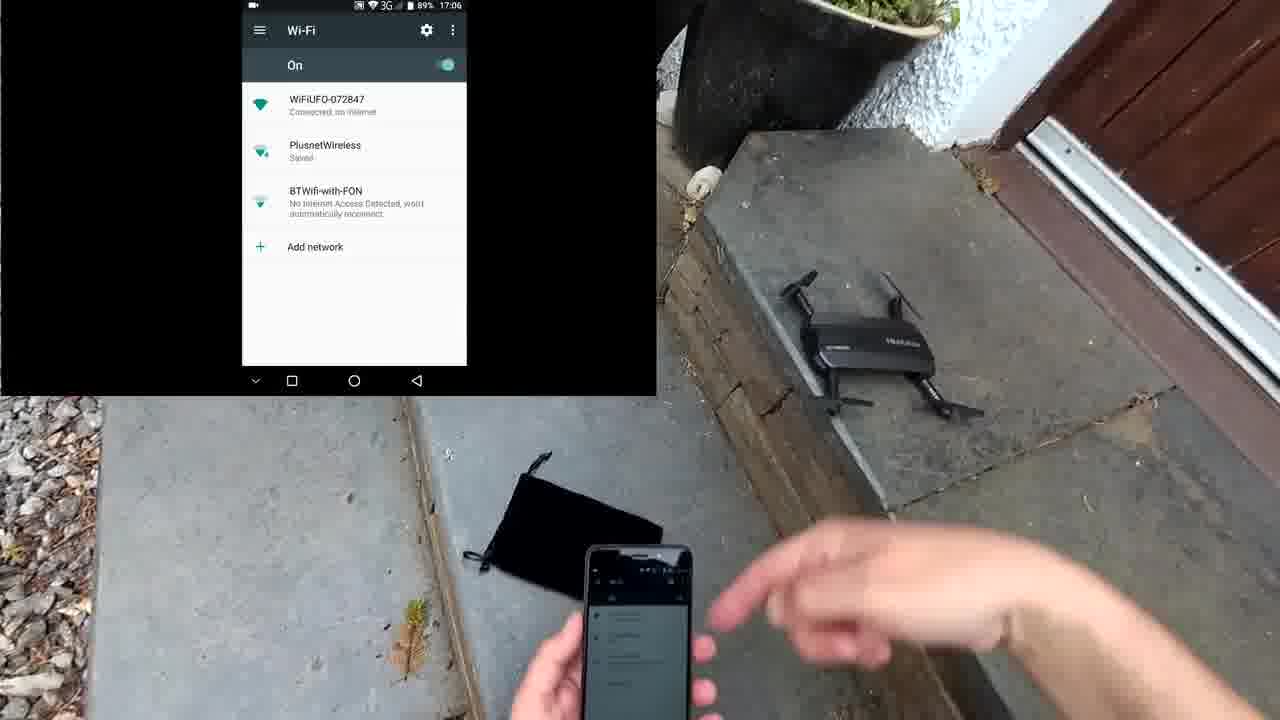 3G 89% 17:06
Wi-Fi
On
WiFiUFO-072847
Connected, no Internet
PlusnetWireless
Saved
BTWifi-with-FON
No Internet Access Detected, won't
automatically reconnect.
Add network